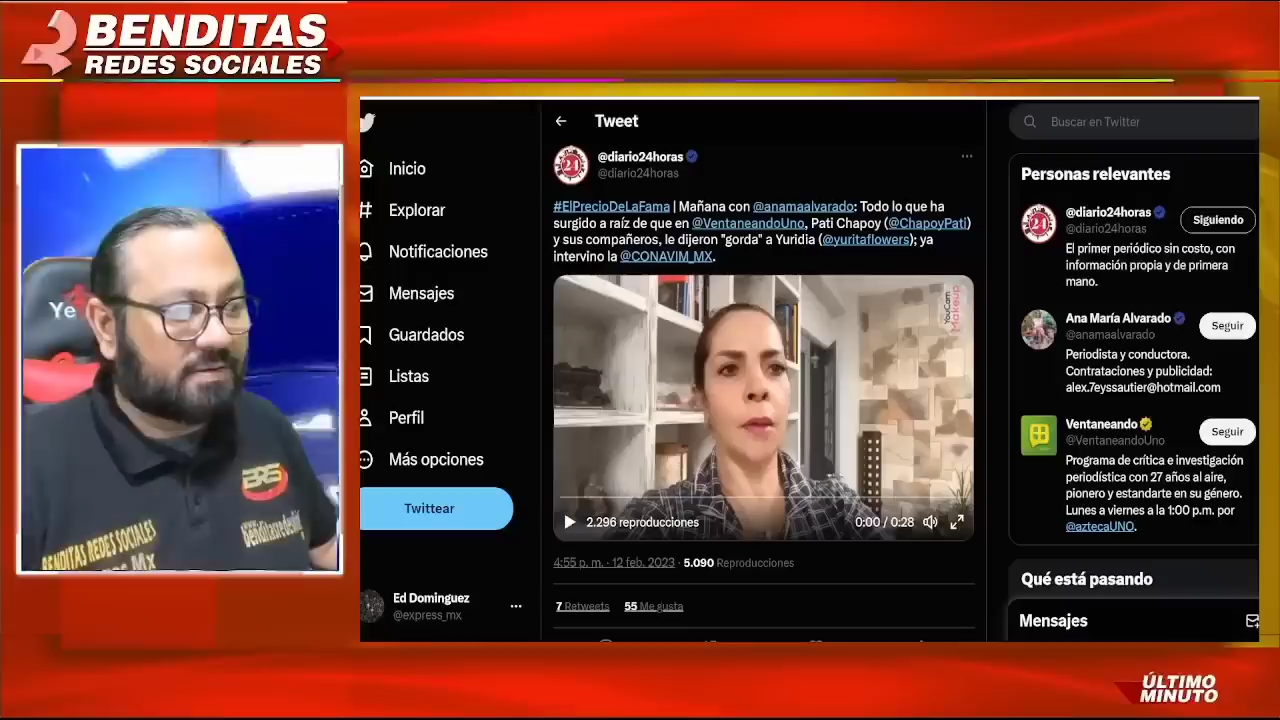 BENDITAS
REDES SOCIALES
Ye
BRS
BENDITAS REDES SOCIALES
Inicio
Explorar
Notificaciones
Mensajes
Guardados
Listas
Perfil
Más opciones
Twittear
Ed Dominguez
@express_mx
Tweet
@diario24horas
@diario24horas
#ElPrecioDeLaFama | Mañana con @anamaalvarado: Todo lo que ha
surgido a raíz de que en @VentaneandoUno, Pati Chapoy (@ChapoyPati)
y sus compañeros, le dijeron "gorda" a Yuridia (@yuritaflowers); ya
intervino la @CONAVIM_MX.
YouCam
Makeup
2.296 reproducciones
0:00 / 0:28
4:55 p. m. · 12 feb. 2023 · 5.090 Reproducciones
7 Retweets 55 Me gusta
Buscar en Twitter
Personas relevantes
24
@diario24horas
@diario24horas
Siguiendo
El primer periódico sin costo, con
información propia y de primera
mano.
Ana María Alvarado
@anamaalvarado
Seguir
Periodista y conductora.
Contrataciones y publicidad:
alex.7eyssautier@hotmail.com
Ventaneando
@VentaneandoUno
Seguir
Programa de crítica e investigación
periodística con 27 años al aire,
pionero y estandarte en su género.
Lunes a viernes a la 1:00 p.m. por
@aztecaUNO.
Qué está pasando
Mensajes
ÚLTIMO
MINUTO